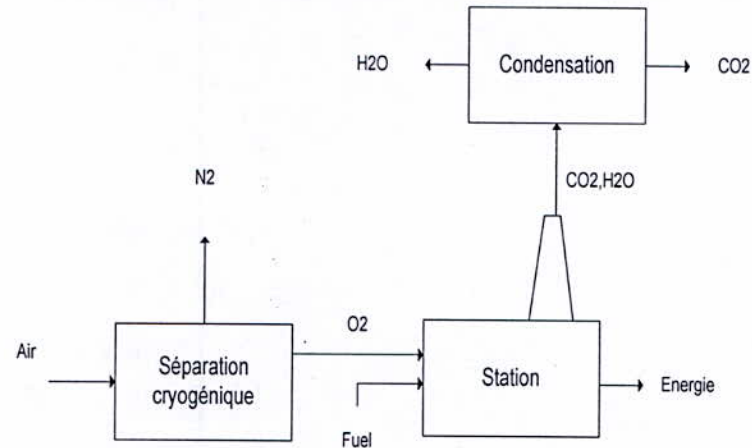 H2O
Condensation
CO2
N2
CO2,H2O
Air
Séparation
cryogénique
O2
Station
Energie
Fuel